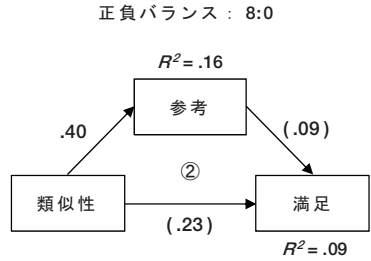 正負バランス： 8:0
R² = .16
参考
.40
(.09)
②
類似性
満足
(.23)
R² = .09